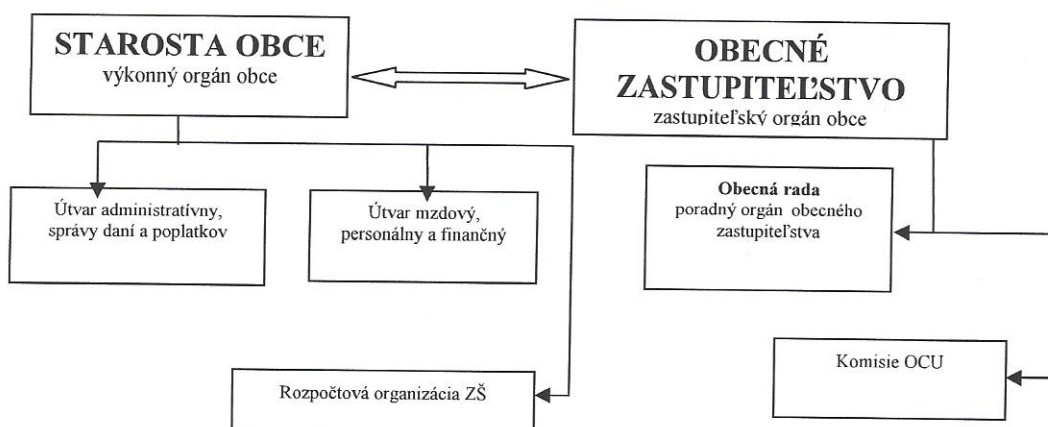 STAROSTA OBCE
výkonný orgán obce
OBECNÉ
ZASTUPITEĽSTVO
zastupiteľský orgán obce
Útvar administratívny,
správy daní a poplatkov
Útvar mzdový,
personálny a finančný
Obecná rada
poradný orgán obecného
zastupiteľstva
Rozpočtová organizácia ZŠ
Komisie OCU